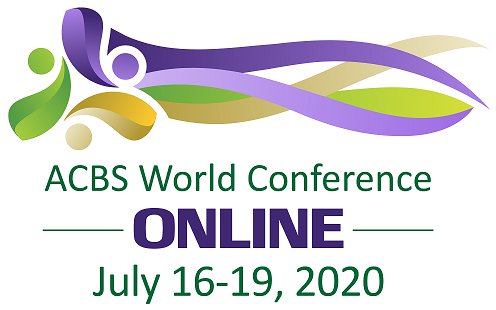 ACBS World Conference
ONLINE
July 16-19, 2020